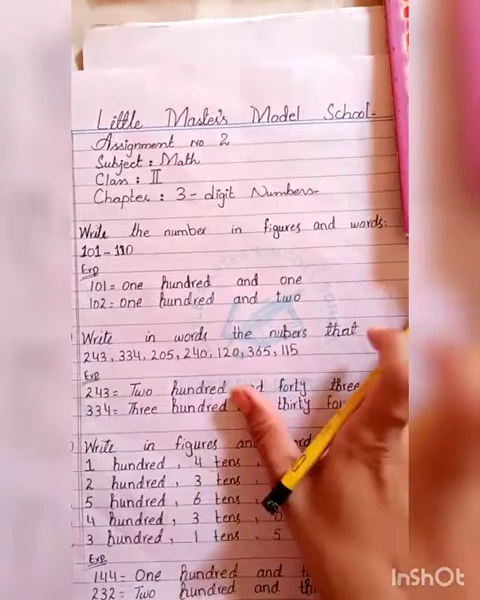 Little Master's Model School-
Assignment no 2
Subject: Math
Class: II
Chapter: 3-digit Numbers-
Write the number in figures and words:
101-110
Exp
101= one hundred and one
102= one hundred and two
Write in words the nubers that
243, 334, 205, 240, 120, 365, 115
Exp
243= Two hundred and forty three
334= Three hundred thirty
Write in figures
1 hundred, 4 tens
2 hundred, 3 tens
5 hundred, 6 tens
4 hundred, 3 tens,
3 hundred, 1 tens, 5
Exp
144= One hundred and
232= Two hundred and
InShOt